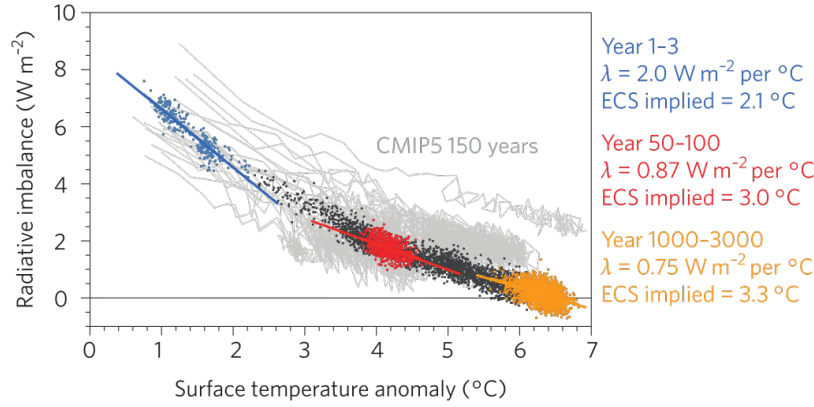 10
8
6
4
2
0
Radiative imbalance (W m⁻²)
CMIP5 150 years
0 1 2 3 4 5 6 7
Surface temperature anomaly (°C)
Year 1–3
λ = 2.0 W m⁻² per °C
ECS implied = 2.1 °C
Year 50–100
λ = 0.87 W m⁻² per °C
ECS implied = 3.0 °C
Year 1000–3000
λ = 0.75 W m⁻² per °C
ECS implied = 3.3 °C